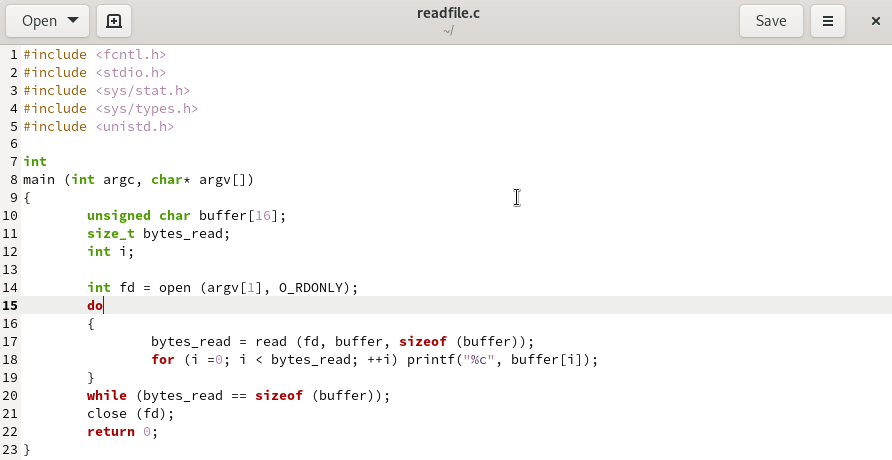 Open
readfile.c
~/
Save
1 #include <fcntl.h>
2 #include <stdio.h>
3 #include <sys/stat.h>
4 #include <sys/types.h>
5 #include <unistd.h>
6
7 int
8 main (int argc, char* argv[])
9 {
10         unsigned char buffer[16];
11         size_t bytes_read;
12         int i;
13
14         int fd = open (argv[1], O_RDONLY);
15         do
16         {
17                 bytes_read = read (fd, buffer, sizeof (buffer));
18                 for (i =0; i < bytes_read; ++i) printf("%c", buffer[i]);
19         }
20         while (bytes_read == sizeof (buffer));
21         close (fd);
22         return 0;
23 }